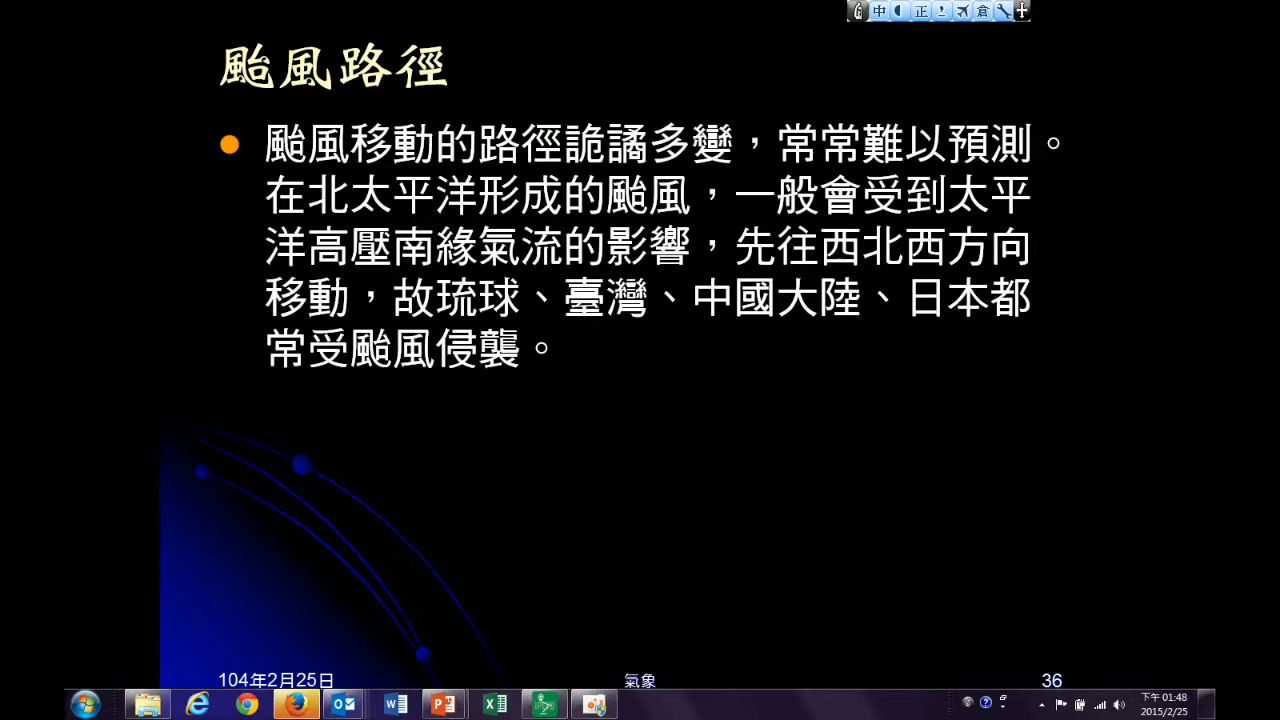 中 正 倉
颱風路徑
颱風移動的路徑詭譎多變，常常難以預測。
在北太平洋形成的颱風，一般會受到太平
洋高壓南緣氣流的影響，先往西北西方向
移動，故琉球、臺灣、中國大陸、日本都
常受颱風侵襲。
104年2月25日 氣象 36
下午 01:48
2015/2/25